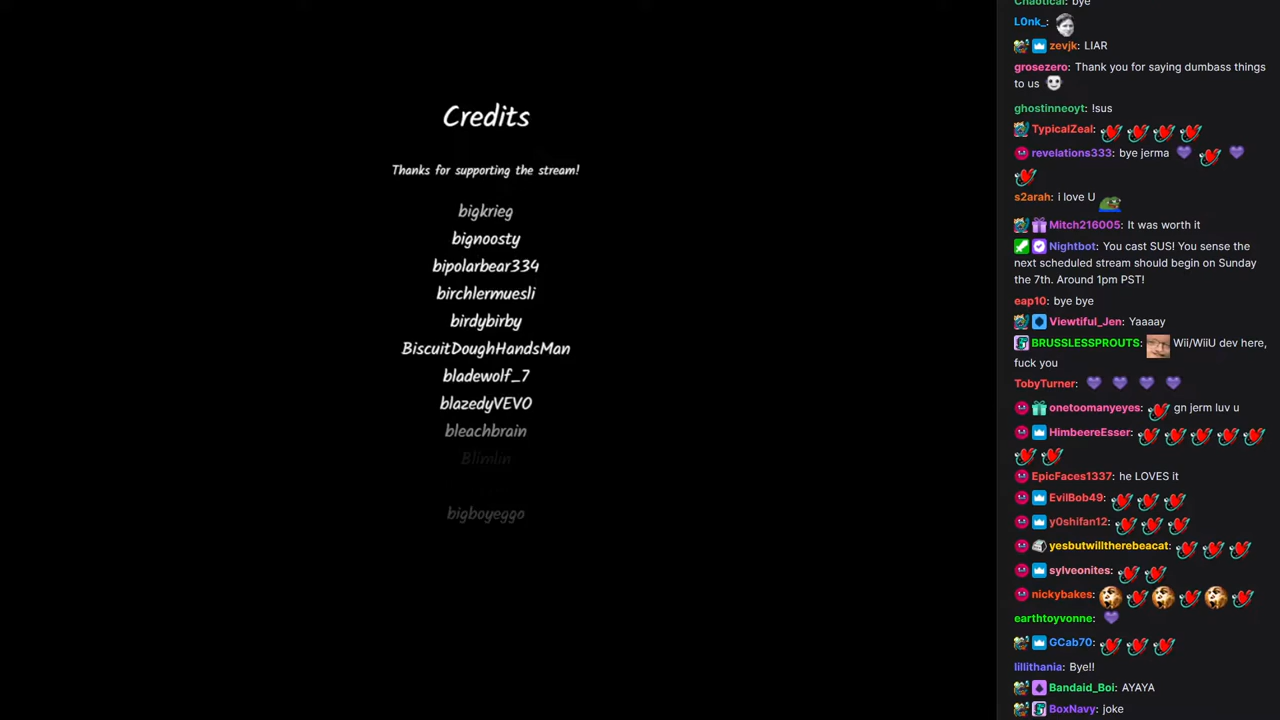 Credits
Thanks for supporting the stream!
bigkrieg
bignoosty
bipolarbear334
birchlermuesli
birdybirby
BiscuitDoughHandsMan
bladewolf_7
blazedyVEVO
bleachbrain
Blimlin
bigboyeggo
Chaotical: bye
L0nk_:
zevjk: LIAR
grosezero: Thank you for saying dumbass things
to us
ghostinneoyt: !sus
TypicalZeal:
revelations333: bye jerma
s2arah: i love U
Mitch216005: It was worth it
Nightbot: You cast SUS! You sense the
next scheduled stream should begin on Sunday
the 7th. Around 1pm PST!
eap10: bye bye
Viewtiful_Jen: Yaaaay
BRUSSLESSPROUTS: Wii/WiiU dev here,
fuck you
TobyTurner:
onetoomanyeyes: gn jerm luv u
HimbeereEsser:
EpicFaces1337: he LOVES it
EvilBob49:
y0shifan12:
yesbutwilltherebeacat:
sylveonites:
nickybakes:
earthtoyvonne:
GCab70:
lillithania: Bye!!
Bandaid_Boi: AYAYA
BoxNavy: joke